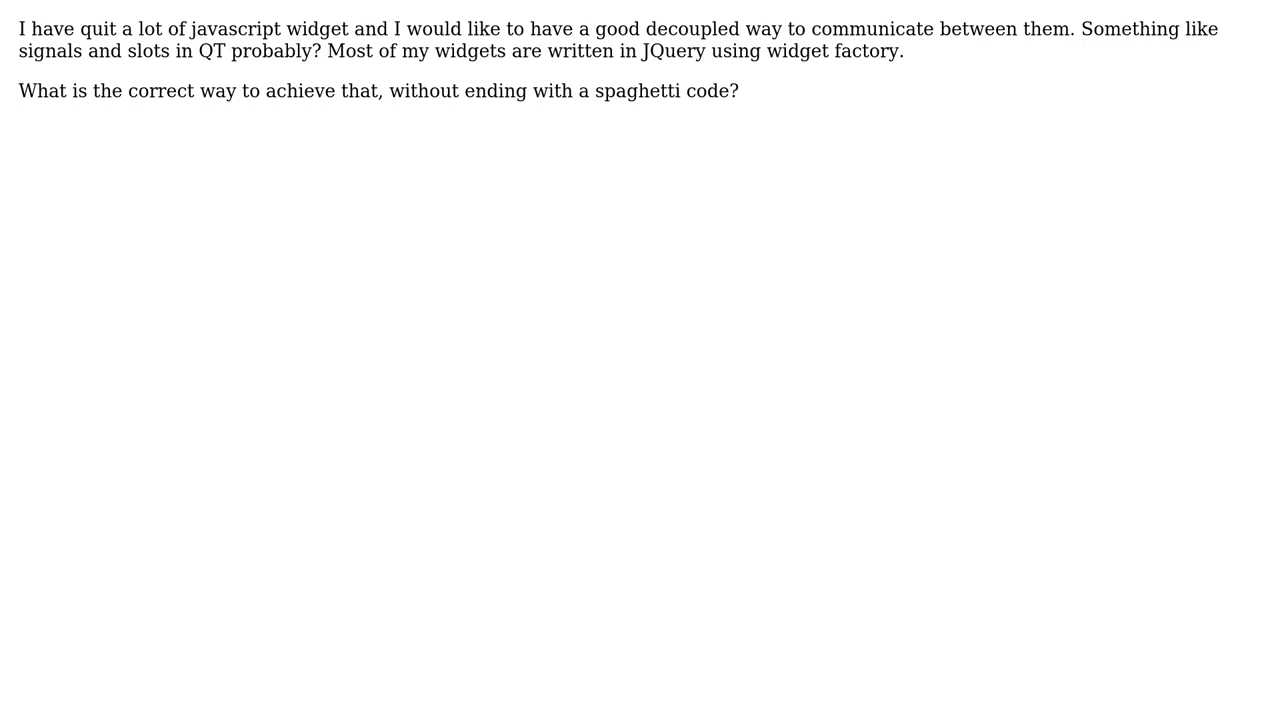 I have quit a lot of javascript widget and I would like to have a good decoupled way to communicate between them. Something like
signals and slots in QT probably? Most of my widgets are written in JQuery using widget factory.
What is the correct way to achieve that, without ending with a spaghetti code?